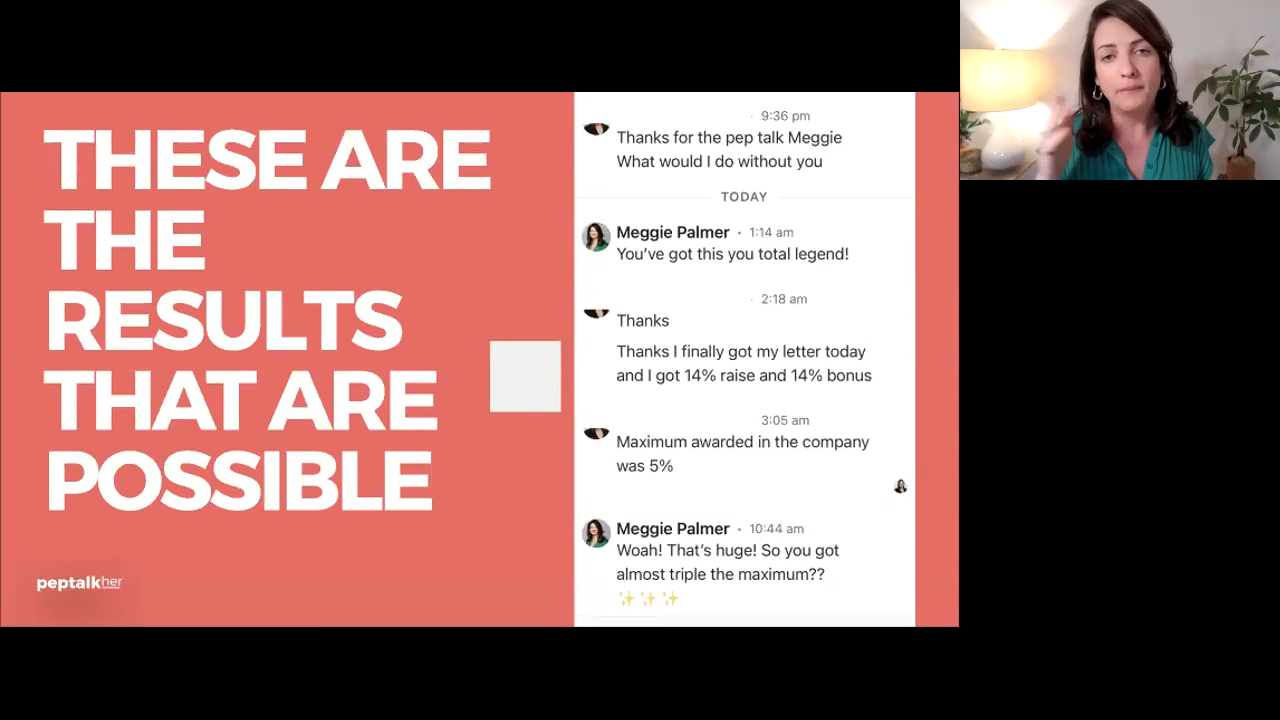 THESE ARE
THE
RESULTS
THAT ARE
POSSIBLE
peptalkher
· 9:36 pm
Thanks for the pep talk Meggie
What would I do without you
TODAY
Meggie Palmer · 1:14 am
You’ve got this you total legend!
· 2:18 am
Thanks
Thanks I finally got my letter today
and I got 14% raise and 14% bonus
3:05 am
Maximum awarded in the company
was 5%
Meggie Palmer · 10:44 am
Woah! That’s huge! So you got
almost triple the maximum??
✨ ✨ ✨